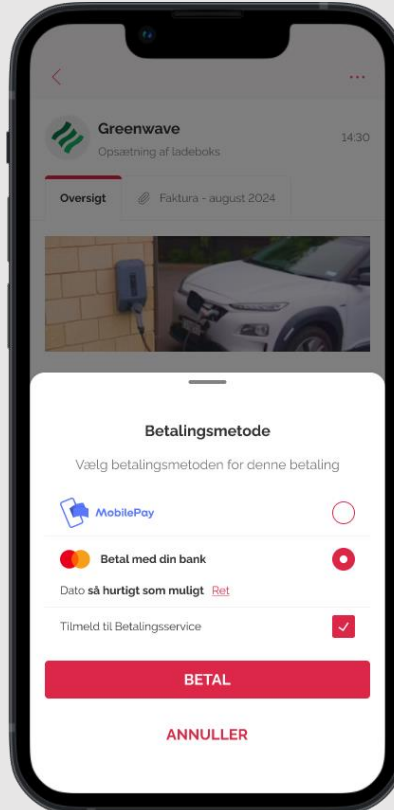 Greenwave
14:30
Opsætning af ladeboks
Oversigt
Faktura - august 2024
Betalingsmetode
Vælg betalingsmetoden for denne betaling
MobilePay
Betal med din bank
Dato så hurtigt som muligt Ret
Tilmeld til Betalingsservice
BETAL
ANNULLER